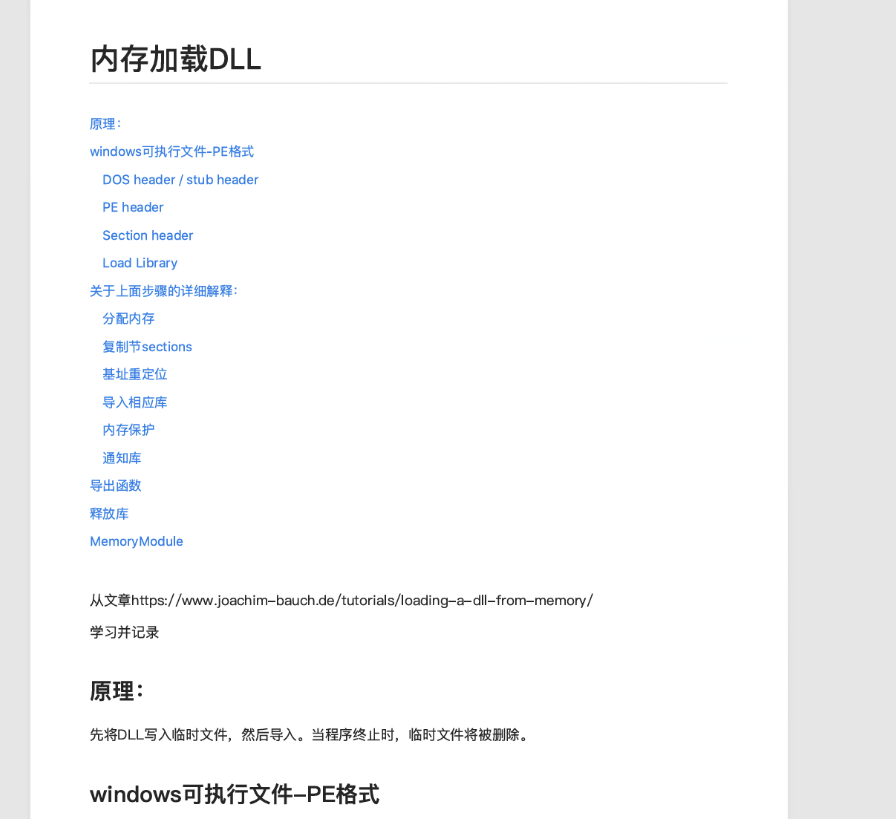 内存加载DLL
原理：
windows可执行文件-PE格式
DOS header / stub header
PE header
Section header
Load Library
关于上面步骤的详细解释：
分配内存
复制节sections
基址重定位
导入相应库
内存保护
通知库
导出函数
释放库
MemoryModule
从文章https://www.joachim-bauch.de/tutorials/loading-a-dll-from-memory/
学习并记录
原理：
先将DLL写入临时文件，然后导入。当程序终止时，临时文件将被删除。
windows可执行文件-PE格式